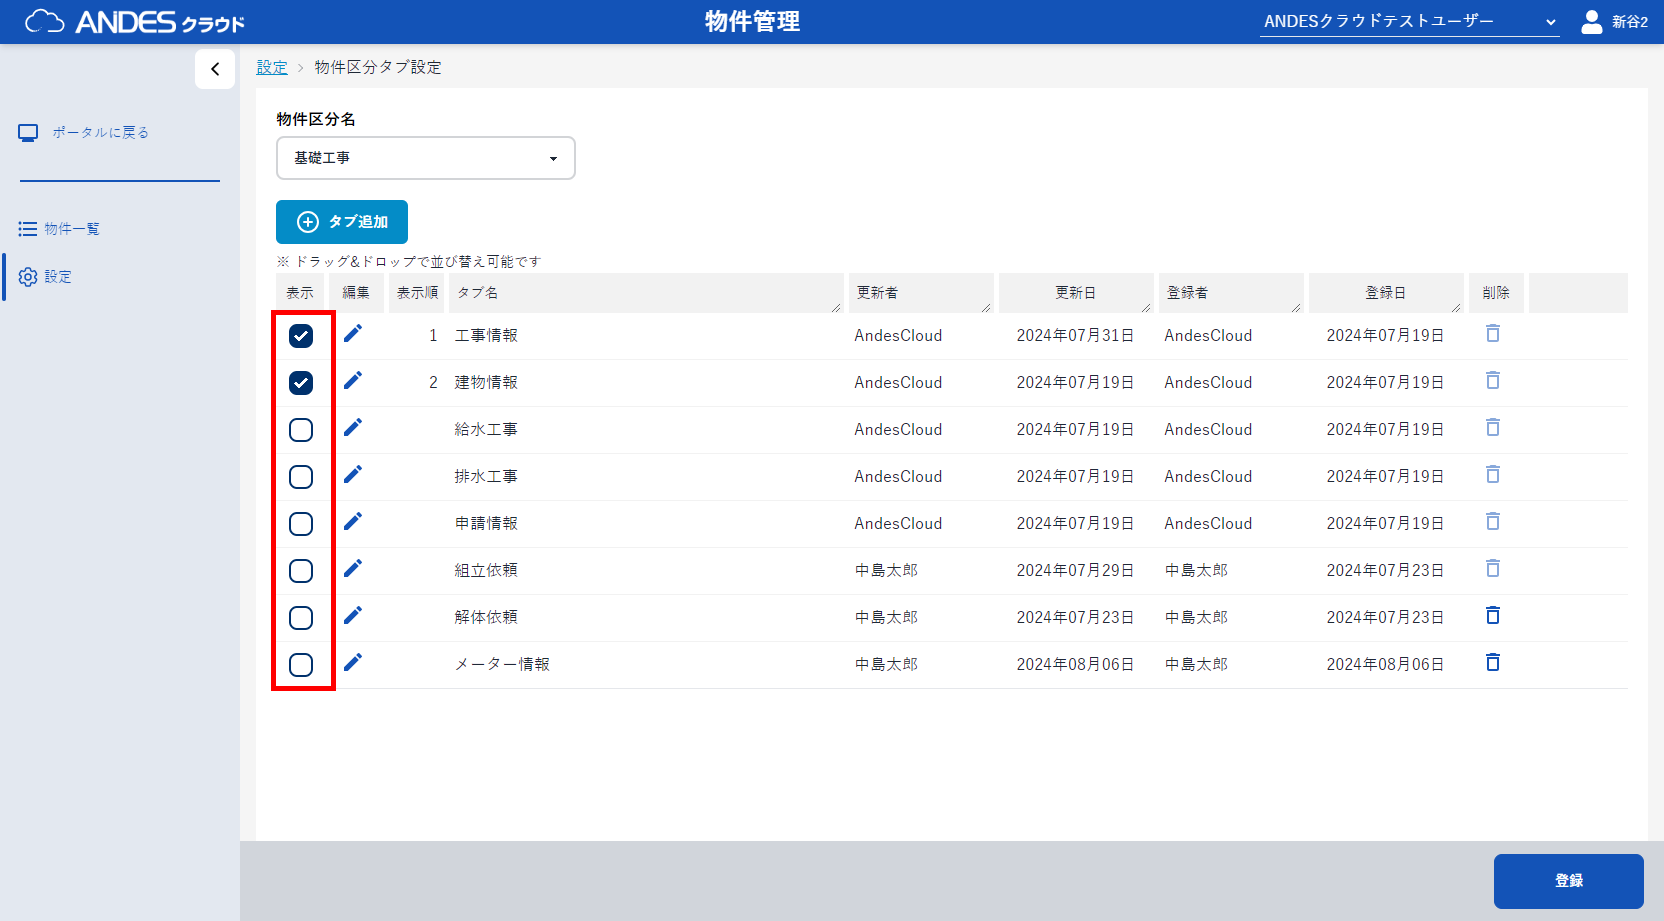 ANDES クラウド
物件管理
ANDESクラウドテストユーザー
新谷2
設定 > 物件区分タブ設定
ポータルに戻る
物件一覧
設定
物件区分名
基礎工事
タブ追加
※ ドラッグ&ドロップで並び替え可能です
表示 編集 表示順 タブ名 更新者 更新日 登録者 登録日 削除
1 工事情報 AndesCloud 2024年07月31日 AndesCloud 2024年07月19日
2 建物情報 AndesCloud 2024年07月19日 AndesCloud 2024年07月19日
給水工事 AndesCloud 2024年07月19日 AndesCloud 2024年07月19日
排水工事 AndesCloud 2024年07月19日 AndesCloud 2024年07月19日
申請情報 AndesCloud 2024年07月19日 AndesCloud 2024年07月19日
組立依頼 中島太郎 2024年07月29日 中島太郎 2024年07月23日
解体依頼 中島太郎 2024年07月23日 中島太郎 2024年07月23日
メーター情報 中島太郎 2024年08月06日 中島太郎 2024年08月06日
登録